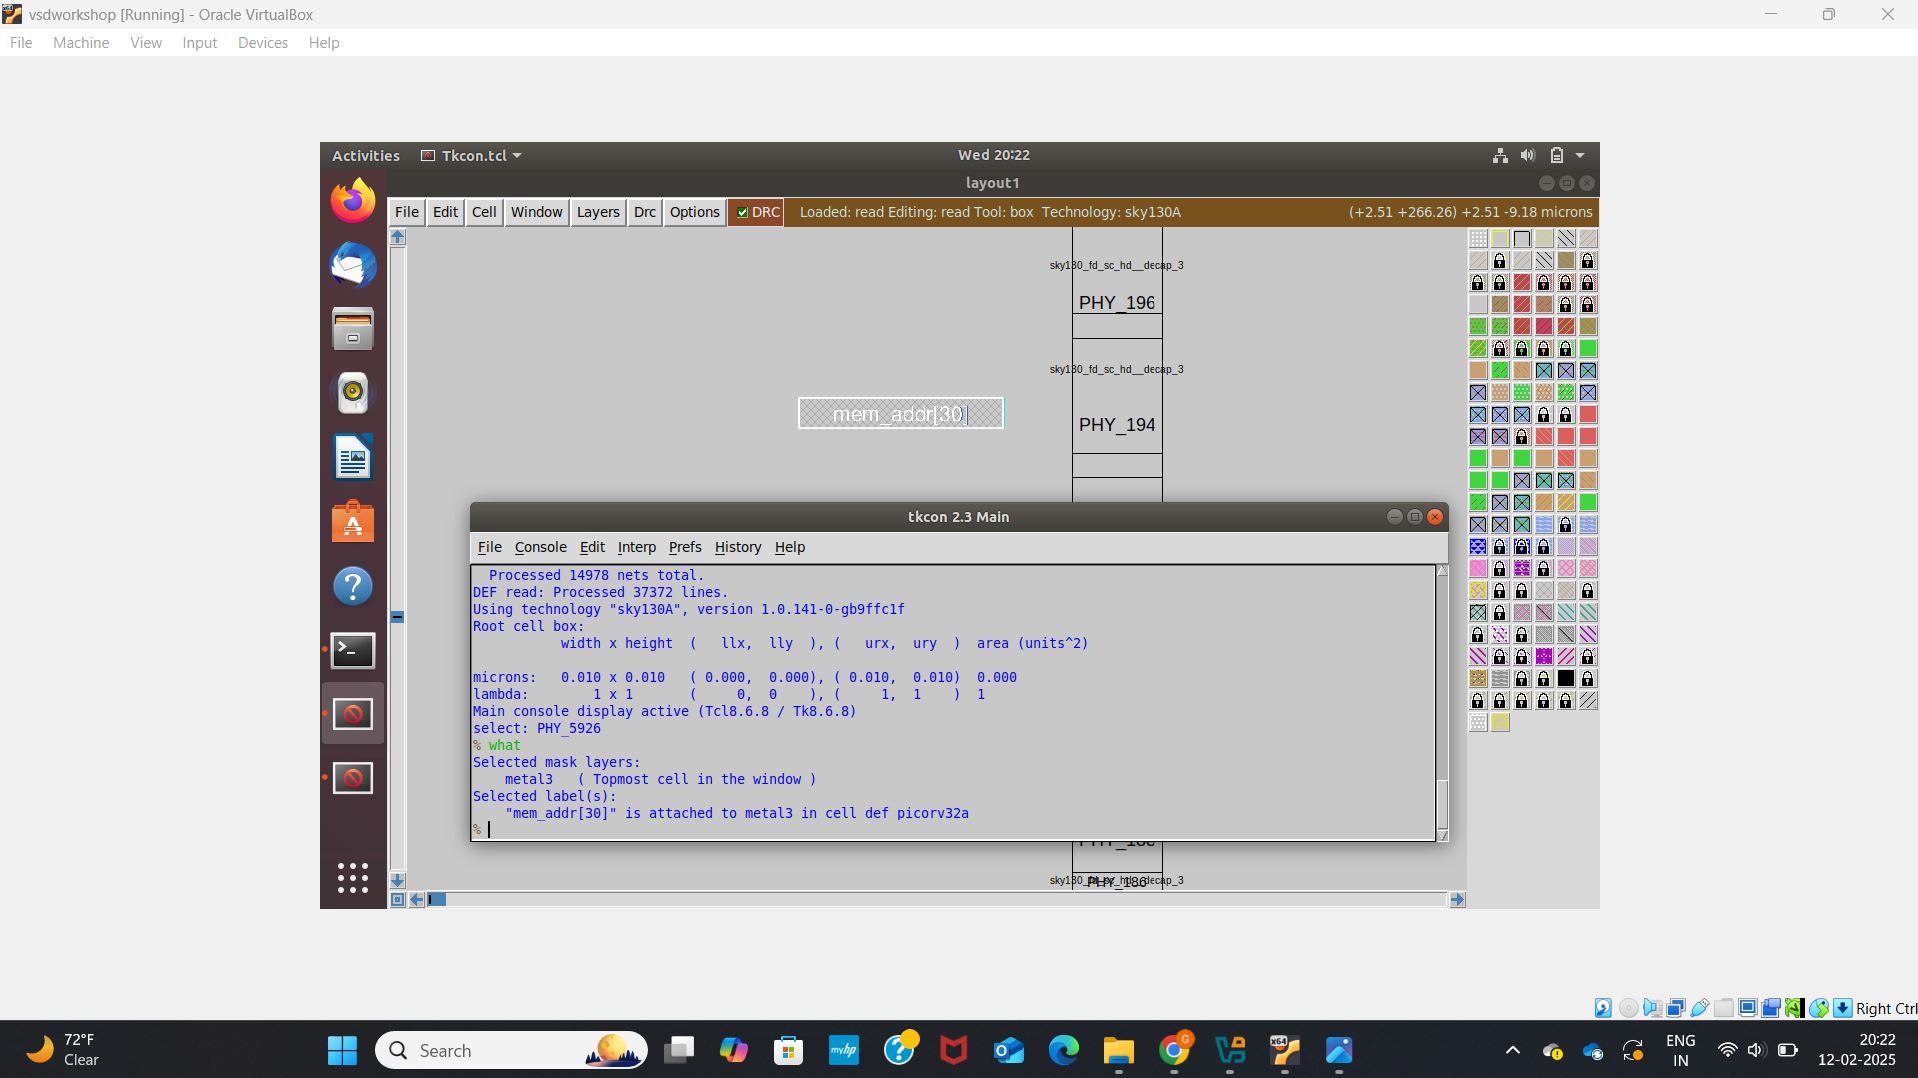 vsdworkshop [Running] - Oracle VirtualBox
File Machine View Input Devices Help
Activities Tkcon.tcl Wed 20:22
layout1
File Edit Cell Window Layers Drc Options DRC Loaded: read Editing: read Tool: box Technology: sky130A (+2.51 +266.26) +2.51 -9.18 microns
sky130_fd_sc_hd__decap_3
PHY_196
sky130_fd_sc_hd__decap_3
mem_addr[30]
PHY_194
tkcon 2.3 Main
File Console Edit Interp Prefs History Help
Processed 14978 nets total.
DEF read: Processed 37372 lines.
Using technology "sky130A", version 1.0.141-0-gb9ffc1f
Root cell box:
width x height ( llx, lly ), ( urx, ury ) area (units^2)
microns: 0.010 x 0.010 ( 0.000, 0.000), ( 0.010, 0.010) 0.000
lambda: 1 x 1 ( 0, 0 ), ( 1, 1 ) 1
Main console display active (Tcl8.6.8 / Tk8.6.8)
select: PHY_5926
% what
Selected mask layers:
metal3 ( Topmost cell in the window )
Selected label(s):
"mem_addr[30]" is attached to metal3 in cell def picorv32a
%
sky130_fd_sc_hd__decap_3
PHY_186
Right Ctrl
72°F
Clear
Search
myhp
ENG
IN
20:22
12-02-2025